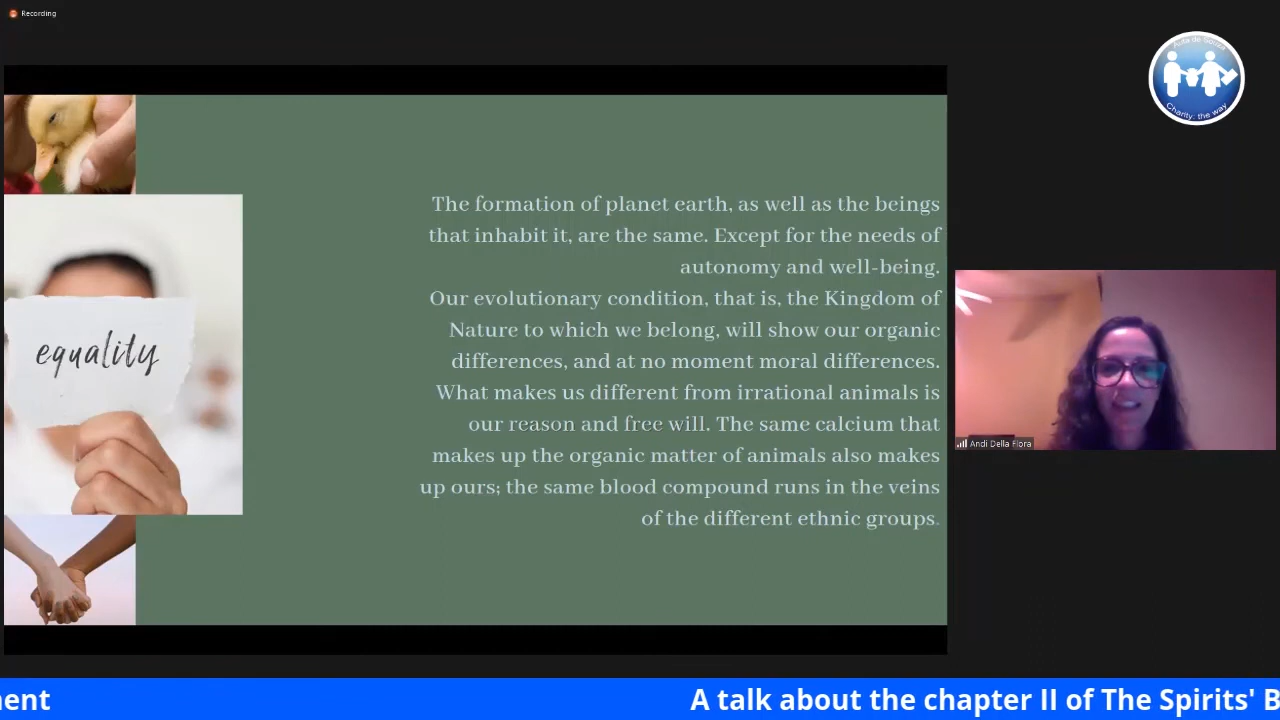 Recording
Charity: the way
The formation of planet earth, as well as the beings
that inhabit it, are the same. Except for the needs of
autonomy and well-being.
Our evolutionary condition, that is, the Kingdom of
Nature to which we belong, will show our organic
differences, and at no moment moral differences.
What makes us different from irrational animals is
our reason and free will. The same calcium that
makes up the organic matter of animals also makes
up ours; the same blood compound runs in the veins
of the different ethnic groups.
equality
Andi Della Flora
ent
A talk about the chapter II of The Spirits' B